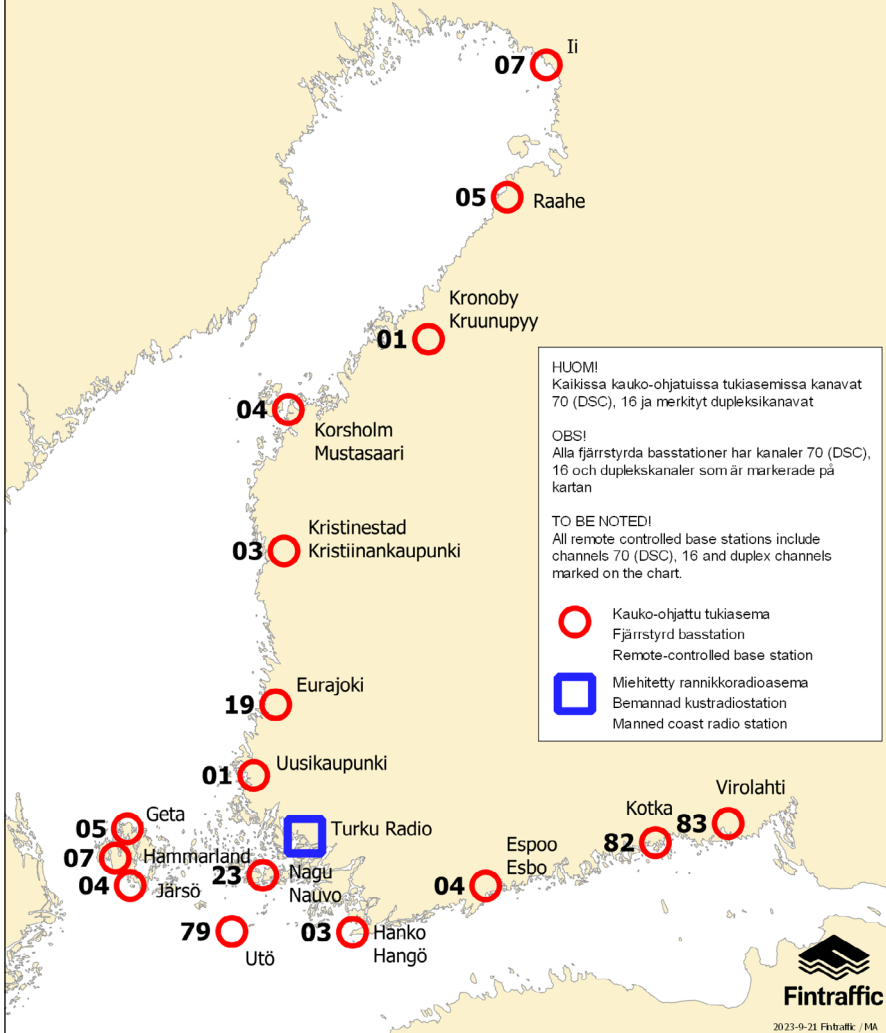 07
Ii
05
Raahe
Kronoby
Kruunupyy
01
04
Korsholm
Mustasaari
Kristinestad
03
Kristiinankaupunki
HUOM!
Kaikissa kauko-ohjatuissa tukiasemissa kanavat
70 (DSC), 16 ja merkityt dupleksikanavat
OBS!
Alla fjärrstyrda basstationer har kanaler 70 (DSC),
16 och duplekskanaler som är markerade på
kartan
TO BE NOTED!
All remote controlled base stations include
channels 70 (DSC), 16 and duplex channels
marked on the chart.
Kauko-ohjattu tukiasema
Fjärrstyrd basstation
Remote-controlled base station
Miehitetty rannikkoradioasema
Bemannad kustradiostation
Manned coast radio station
Eurajoki
19
Uusikaupunki
01
Geta
05
Turku Radio
Hammarland
07
Järsö
04
23
Nagu
Nauvo
79
Utö
03
Hanko
Hangö
Espoo
Esbo
04
Kotka
82
Virolahti
83
Fintraffic
2023-9-21 Fintraffic / MA